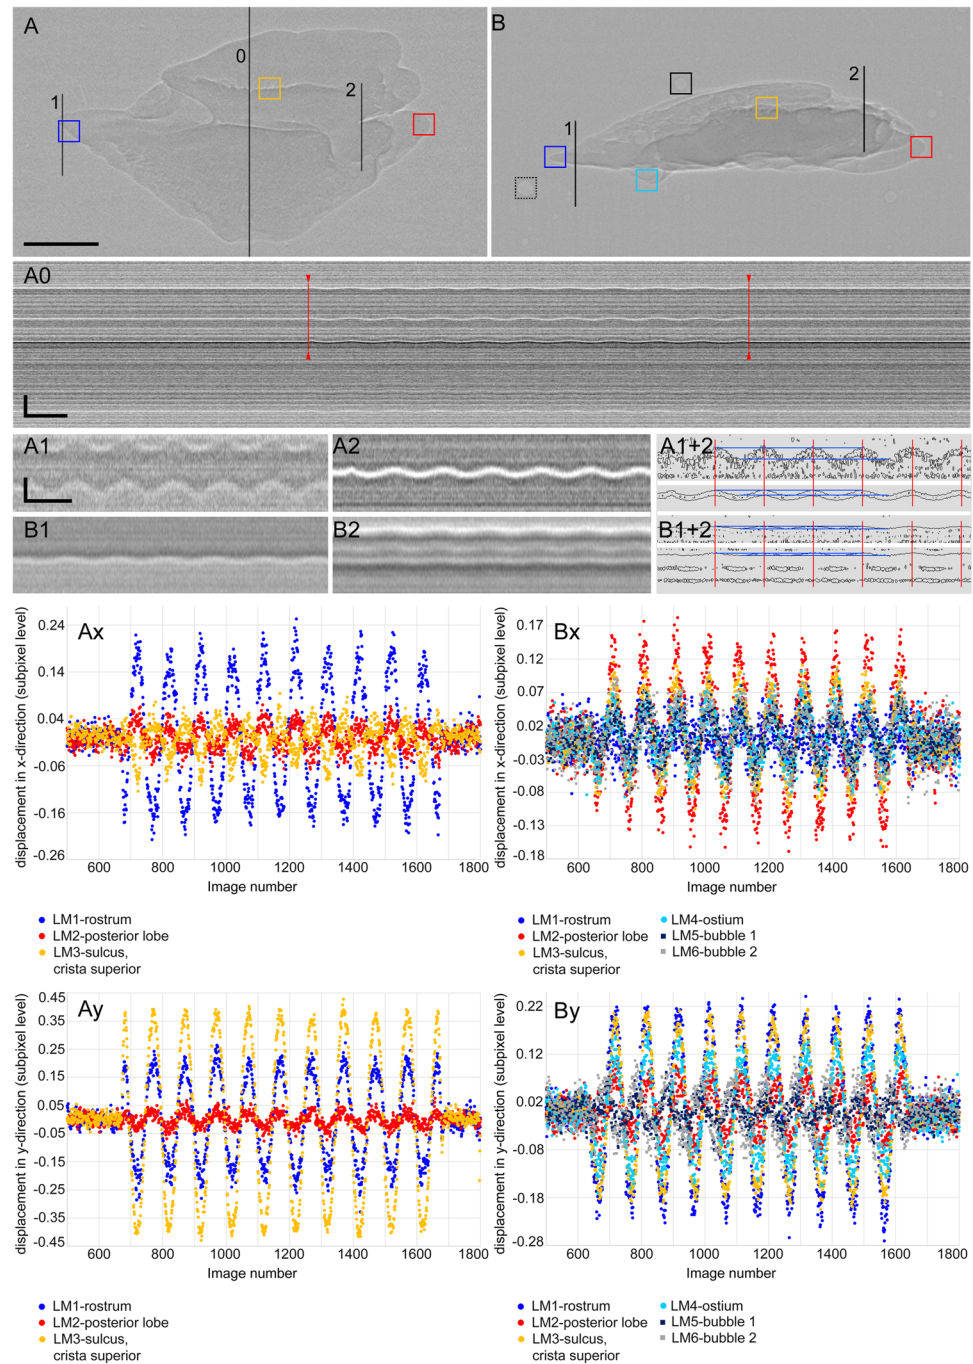 A
0
1
2
B
1
2
A0
A1
A2
A1+2
B1
B2
B1+2
Ax
displacement in x-direction (subpixel level)
0.24
0.14
0.04
-0.06
-0.16
-0.26
600
800
1000
1200
1400
1600
1800
Image number
LM1-rostrum
LM2-posterior lobe
LM3-sulcus,
crista superior
Bx
displacement in x-direction (subpixel level)
0.17
0.12
0.07
0.02
-0.03
-0.08
-0.13
-0.18
600
800
1000
1200
1400
1600
1800
Image number
LM1-rostrum
LM2-posterior lobe
LM3-sulcus,
crista superior
LM4-ostium
LM5-bubble 1
LM6-bubble 2
Ay
displacement in y-direction (subpixel level)
0.45
0.35
0.25
0.15
0.05
-0.05
-0.15
-0.25
-0.35
-0.45
600
800
1000
1200
1400
1600
1800
Image number
LM1-rostrum
LM2-posterior lobe
LM3-sulcus,
crista superior
By
displacement in y-direction (subpixel level)
0.22
0.12
0.02
-0.08
-0.18
-0.28
600
800
1000
1200
1400
1600
1800
Image number
LM1-rostrum
LM2-posterior lobe
LM3-sulcus,
crista superior
LM4-ostium
LM5-bubble 1
LM6-bubble 2